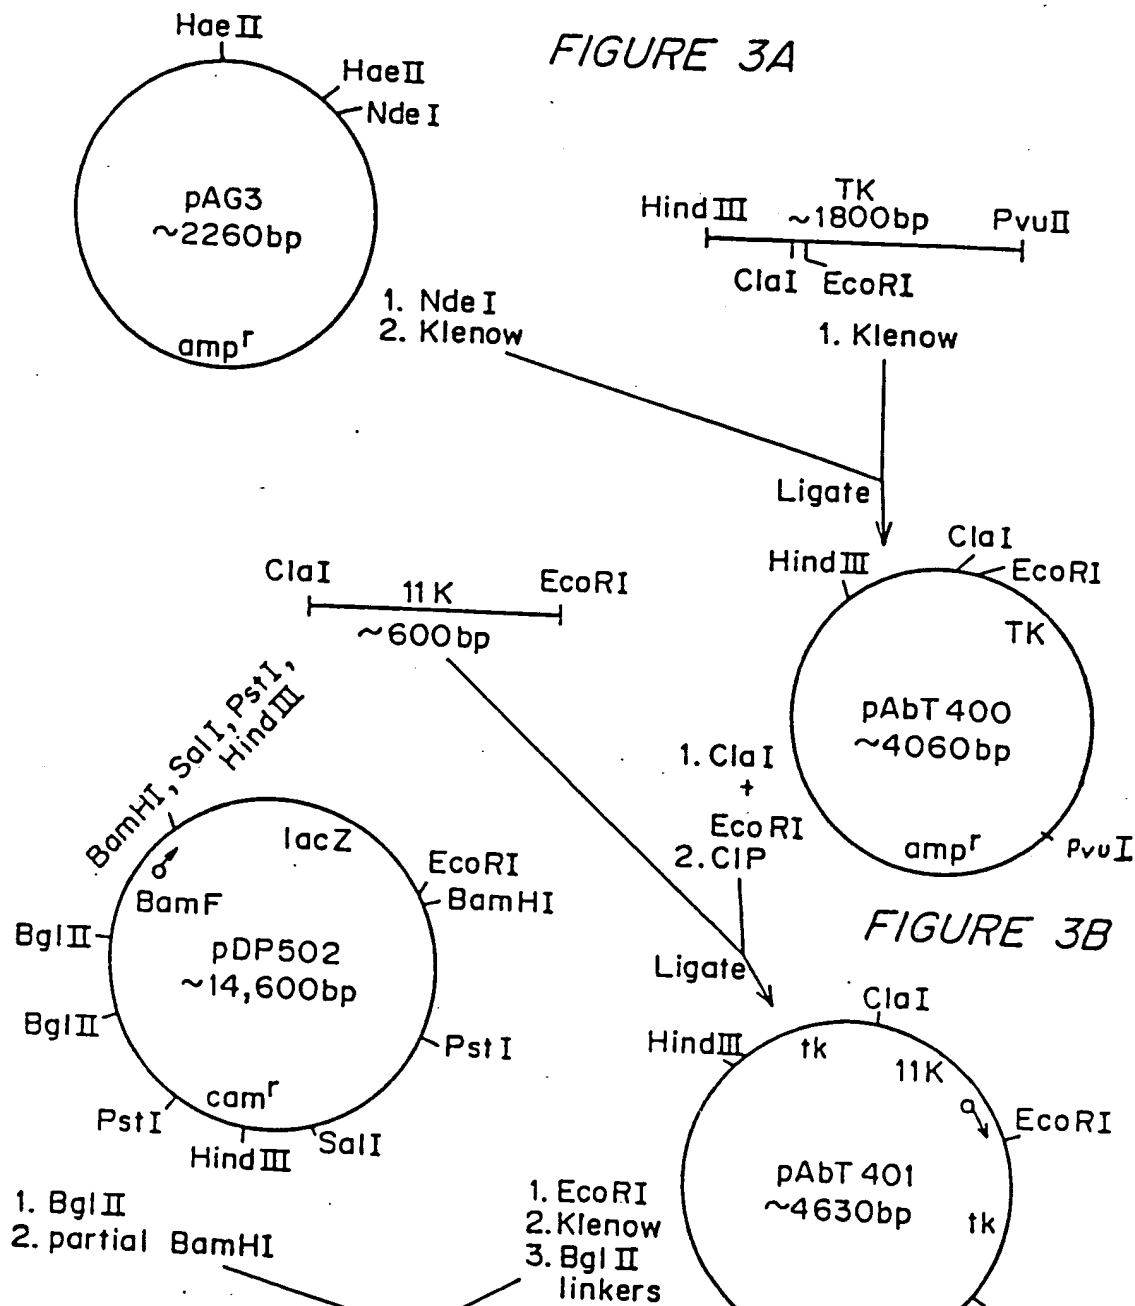 FIGURE 3A
Hae II
Hae II
Nde I
pAG3
~2260bp
amp r
1. Nde I
2. Klenow
TK
~1800bp
Hind III
Pvu II
Cla I
EcoRI
1. Klenow
Ligate
Cla I
11K
EcoRI
~600bp
Hind III
Cla I
EcoRI
TK
pAbT 400
~4060bp
amp r
PvuI
1. Cla I
+
EcoRI
2. CIP
Ligate
BamHI, Sal I, Pst I,
Hind III
lacZ
BamF
EcoRI
BamHI
Bgl II
pDP502
~14,600bp
Bgl II
Pst I
cam r
Pst I
Hind III
Sal I
1. Bgl II
2. partial BamHI
FIGURE 3B
Cla I
Hind III
tk
11K
EcoRI
pAbT 401
~4630bp
tk
1. EcoRI
2. Klenow
3. Bgl II
linkers